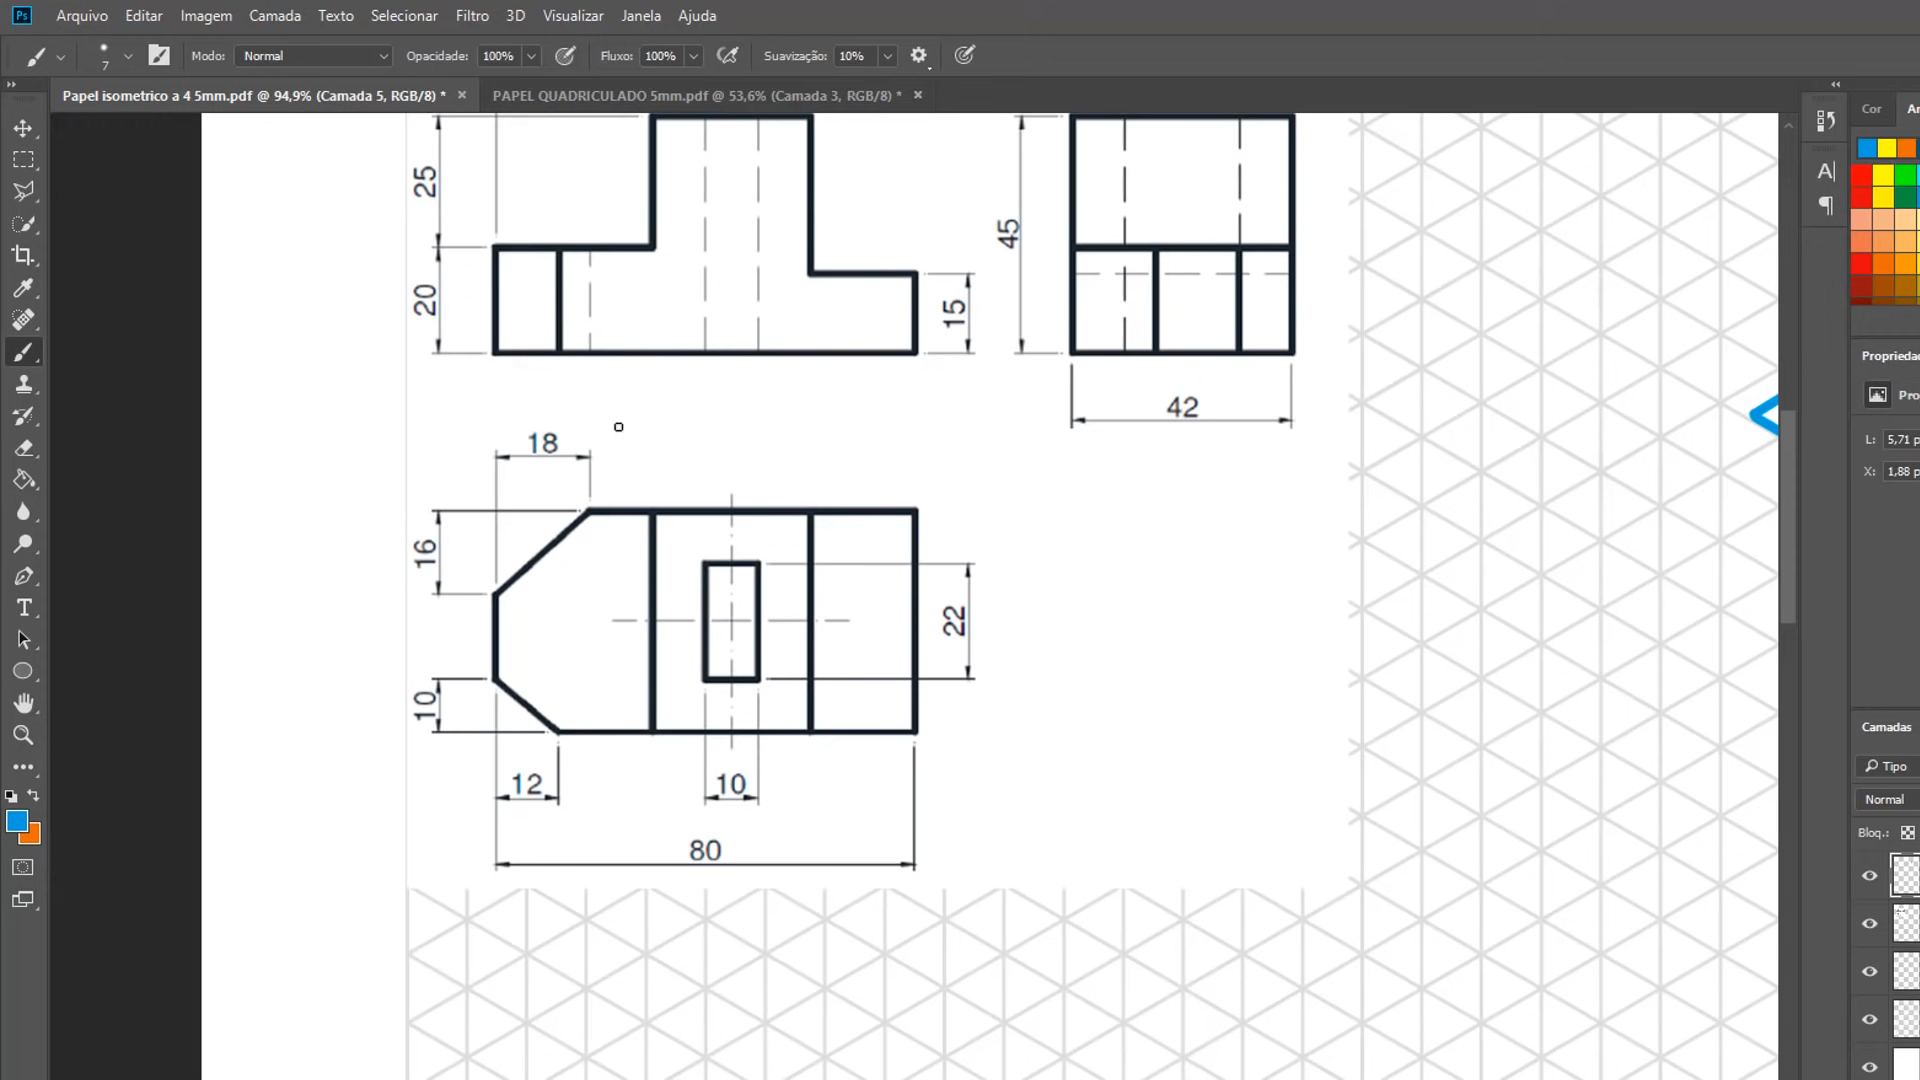 Ps Arquivo Editar Imagem Camada Texto Selecionar Filtro 3D Visualizar Janela Ajuda
7 Modo: Normal Opacidade: 100% Fluxo: 100% Suavização: 10%
Papel isometrico a 4 5mm.pdf @ 94,9% (Camada 5, RGB/8) * × PAPEL QUADRICULADO 5mm.pdf @ 53,6% (Camada 3, RGB/8) * ×
Cor
25
45
20
15
42
18
16
22
10
12
10
80
Propriedad
L: 5,71 p
X: 1,88 p
Camadas
Tipo
Normal
Bloq.: